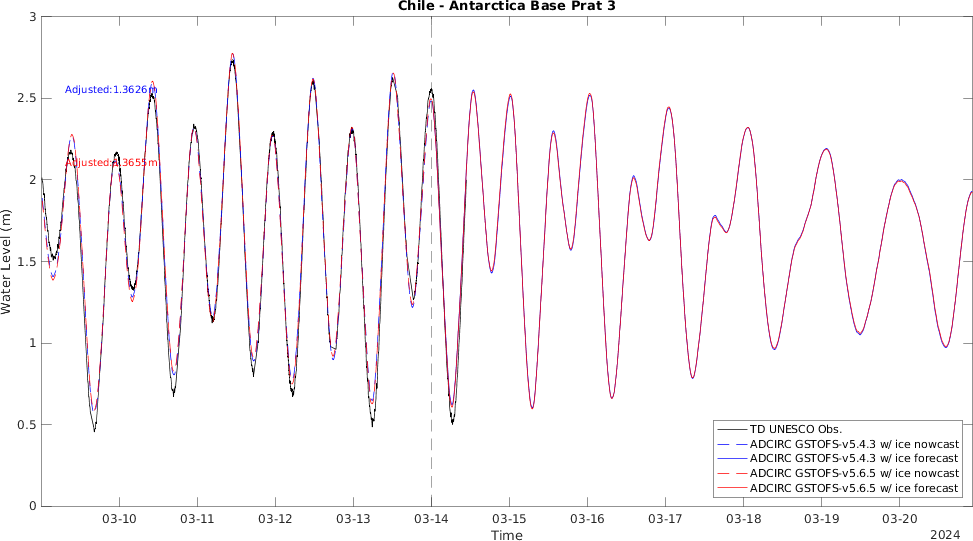 Chile - Antarctica Base Prat 3
3
2.5
2
1.5
1
0.5
0
Water Level (m)
Adjusted:1.3626m
Adjusted:1.3655m
TD UNESCO Obs.
ADCIRC GSTOFS-v5.4.3 w/ ice nowcast
ADCIRC GSTOFS-v5.4.3 w/ ice forecast
ADCIRC GSTOFS-v5.6.5 w/ ice nowcast
ADCIRC GSTOFS-v5.6.5 w/ ice forecast
03-10 03-11 03-12 03-13 03-14 03-15 03-16 03-17 03-18 03-19 03-20
Time
2024